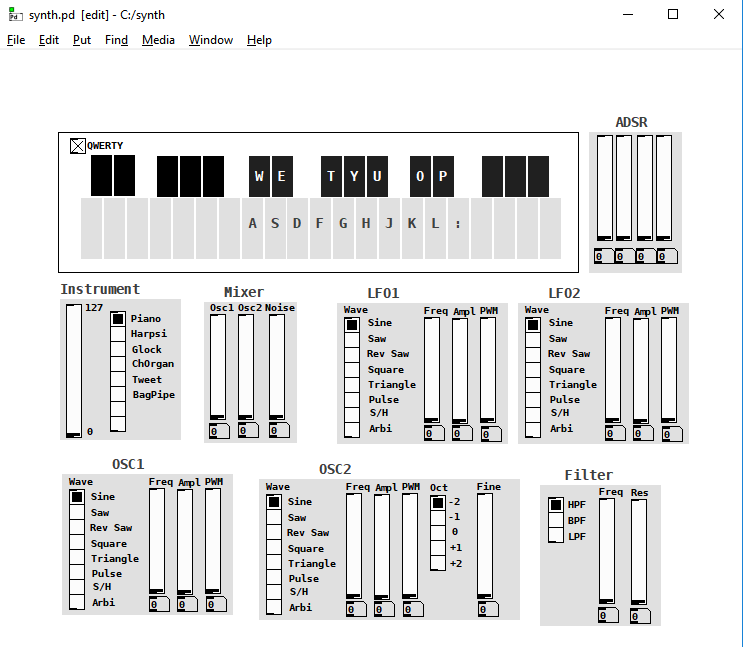 synth.pd [edit] - C:/synth
File Edit Put Find Media Window Help
ADSR
QWERTY
W E T Y U O P
A S D F G H J K L :
0 0 0 0
Instrument
127
Piano
Harpsi
Glock
ChOrgan
Tweet
BagPipe
0
Mixer
Osc1 Osc2 Noise
0 0 0
LFO1
Wave Freq Ampl PWM
Sine
Saw
Rev Saw
Square
Triangle
Pulse
S/H
Arbi
0 0 0
LFO2
Wave Freq Ampl PWM
Sine
Saw
Rev Saw
Square
Triangle
Pulse
S/H
Arbi
0 0 0
OSC1
Wave Freq Ampl PWM
Sine
Saw
Rev Saw
Square
Triangle
Pulse
S/H
Arbi
0 0 0
OSC2
Wave Freq Ampl PWM Oct Fine
Sine -2
Saw -1
Rev Saw 0
Square +1
Triangle +2
Pulse
S/H
Arbi
0 0 0 0
Filter
Freq Res
HPF
BPF
LPF
0 0